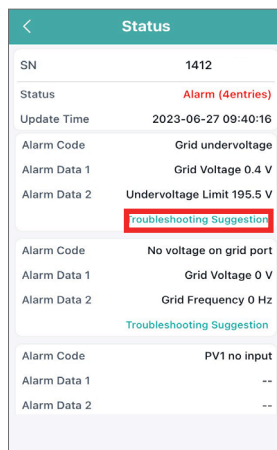 Status
SN 1412
Status Alarm (4entries)
Update Time 2023-06-27 09:40:16
Alarm Code Grid undervoltage
Alarm Data 1 Grid Voltage 0.4 V
Alarm Data 2 Undervoltage Limit 195.5 V
Troubleshooting Suggestion
Alarm Code No voltage on grid port
Alarm Data 1 Grid Voltage 0 V
Alarm Data 2 Grid Frequency 0 Hz
Troubleshooting Suggestion
Alarm Code PV1 no input
Alarm Data 1 --
Alarm Data 2 --